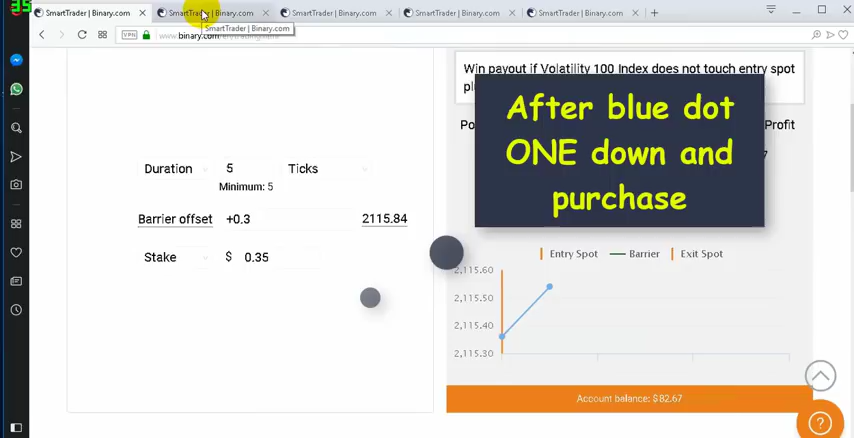 35
SmartTrader | Binary.com
SmartTrader | Binary.com
SmartTrader | Binary.com
SmartTrader | Binary.com
SmartTrader | Binary.com
SmartTrader | Binary.com
VPN
www.binary.com
Duration
5
Ticks
Minimum: 5
Barrier offset
+0.3
2115.84
Stake
$
0.35
Win payout if Volatility 100 Index does not touch entry spot
Profit
After blue dot
ONE down and
purchase
Entry Spot
Barrier
Exit Spot
2,115.60
2,115.50
2,115.40
2,115.30
Account balance: $82.67
?